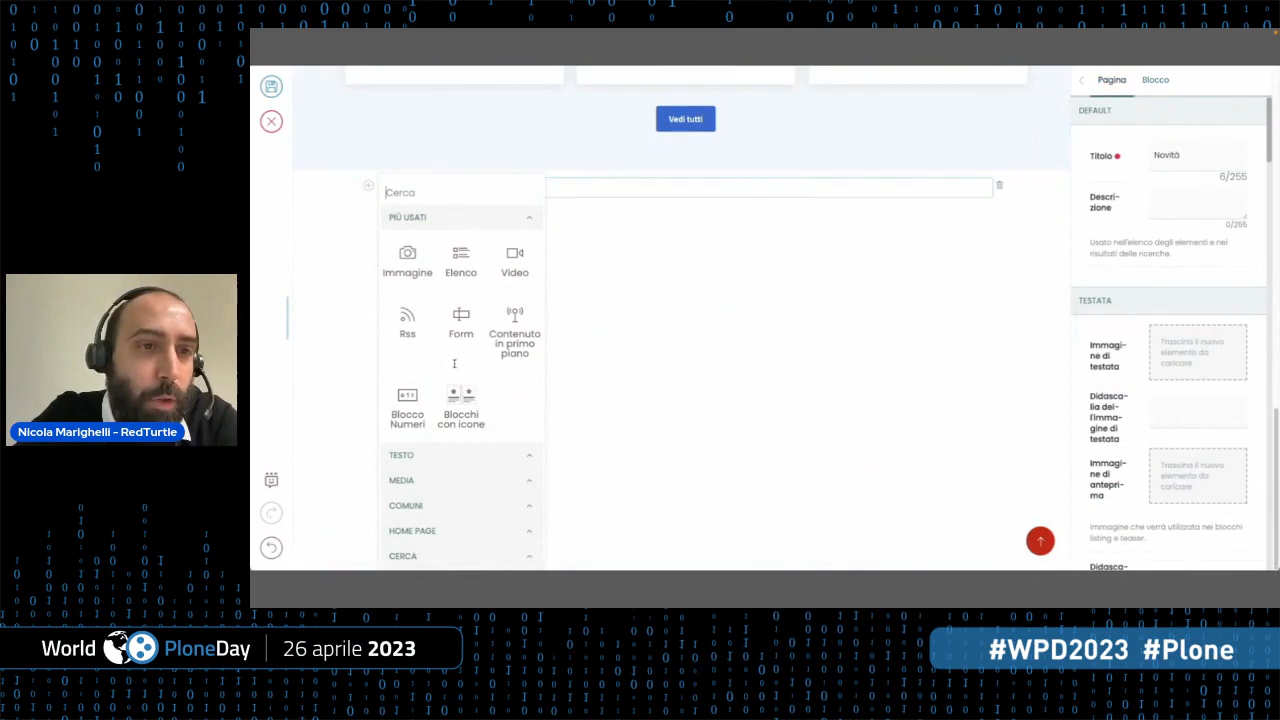 Vedi tutti
Cerca
PIÙ USATI
Immagine
Elenco
Video
Rss
Form
Contenuto
in primo
piano
Blocco
Numeri
Blocchi
con icone
TESTO
MEDIA
COMUNI
HOME PAGE
CERCA
Pagina
Blocco
DEFAULT
Titolo
Novità
6/255
Descri-
zione
0/255
Usato nell'elenco degli elementi e nei
risultati delle ricerche.
TESTATA
Immagi-
ne di
testata
Trascina il nuovo
elemento da
caricare.
Didasca-
lia del-
l'imma-
gine di
testata
Immagi-
ne di
antepri-
ma
Trascina il nuovo
elemento da
caricare
Immagine che verrà utilizzata nei blocchi
listing e teaser.
Didasca-
Nicola Marighelli - RedTurtle
World PloneDay
26 aprile 2023
#WPD2023 #Plone